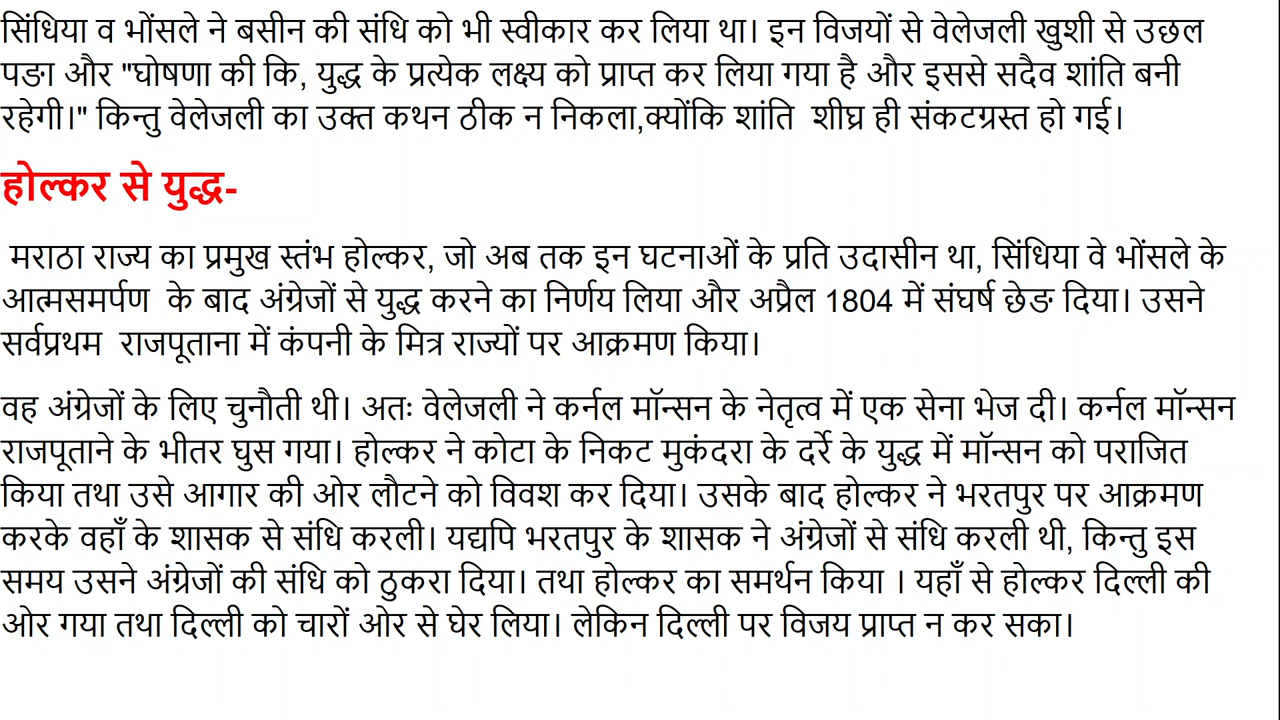 सिंधिया व भोंसले ने बसीन की संधि को भी स्वीकार कर लिया था। इन विजयों से वेलेजली खुशी से उछल
पङा और "घोषणा की कि, युद्ध के प्रत्येक लक्ष्य को प्राप्त कर लिया गया है और इससे सदैव शांति बनी
रहेगी।" किन्तु वेलेजली का उक्त कथन ठीक न निकला,क्योंकि शांति  शीघ्र ही संकटग्रस्त हो गई।
होल्कर से युद्ध-
मराठा राज्य का प्रमुख स्तंभ होल्कर, जो अब तक इन घटनाओं के प्रति उदासीन था, सिंधिया वे भोंसले के
आत्मसमर्पण  के बाद अंग्रेजों से युद्ध करने का निर्णय लिया और अप्रैल 1804 में संघर्ष छेङ दिया। उसने
सर्वप्रथम  राजपूताना में कंपनी के मित्र राज्यों पर आक्रमण किया।
वह अंग्रेजों के लिए चुनौती थी। अतः वेलेजली ने कर्नल मॉन्सन के नेतृत्व में एक सेना भेज दी। कर्नल मॉन्सन
राजपूताने के भीतर घुस गया। होल्कर ने कोटा के निकट मुकंदरा के दर्रे के युद्ध में मॉन्सन को पराजित
किया तथा उसे आगार की ओर लौटने को विवश कर दिया। उसके बाद होल्कर ने भरतपुर पर आक्रमण
करके वहाँ के शासक से संधि करली। यद्यपि भरतपुर के शासक ने अंग्रेजों से संधि करली थी, किन्तु इस
समय उसने अंग्रेजों की संधि को ठुकरा दिया। तथा होल्कर का समर्थन किया । यहाँ से होल्कर दिल्ली की
ओर गया तथा दिल्ली को चारों ओर से घेर लिया। लेकिन दिल्ली पर विजय प्राप्त न कर सका।